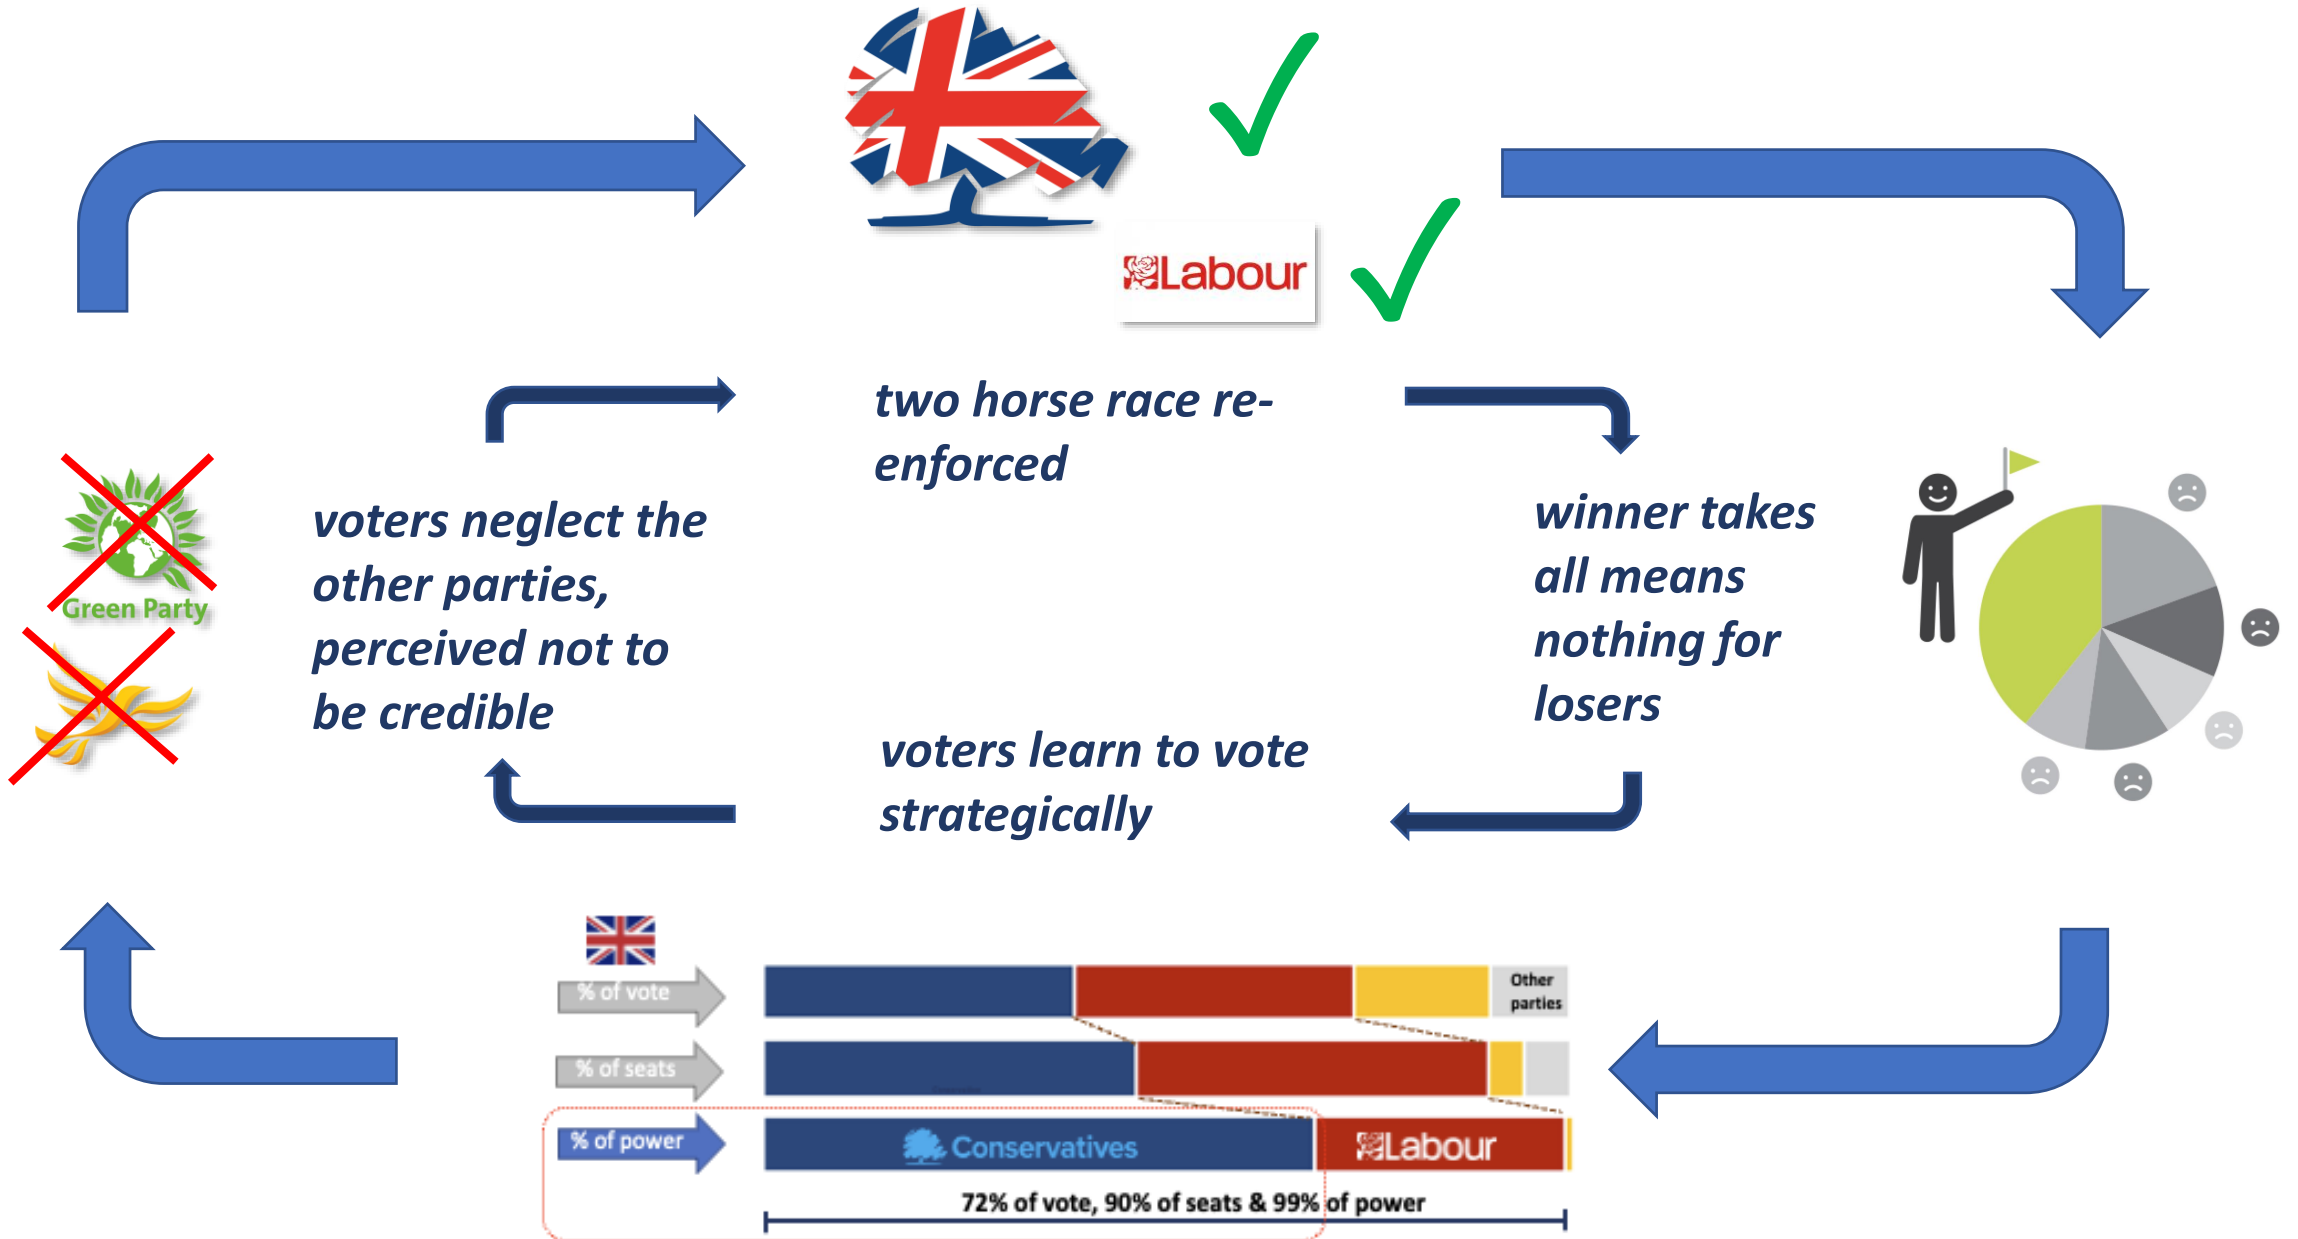 Labour
two horse race re-
enforced
voters neglect the
other parties,
perceived not to
be credible
winner takes
all means
nothing for
losers
Green Party
voters learn to vote
strategically
% of vote
Other
parties
% of seats
% of power
Conservatives
Labour
72% of vote, 90% of seats & 99% of power